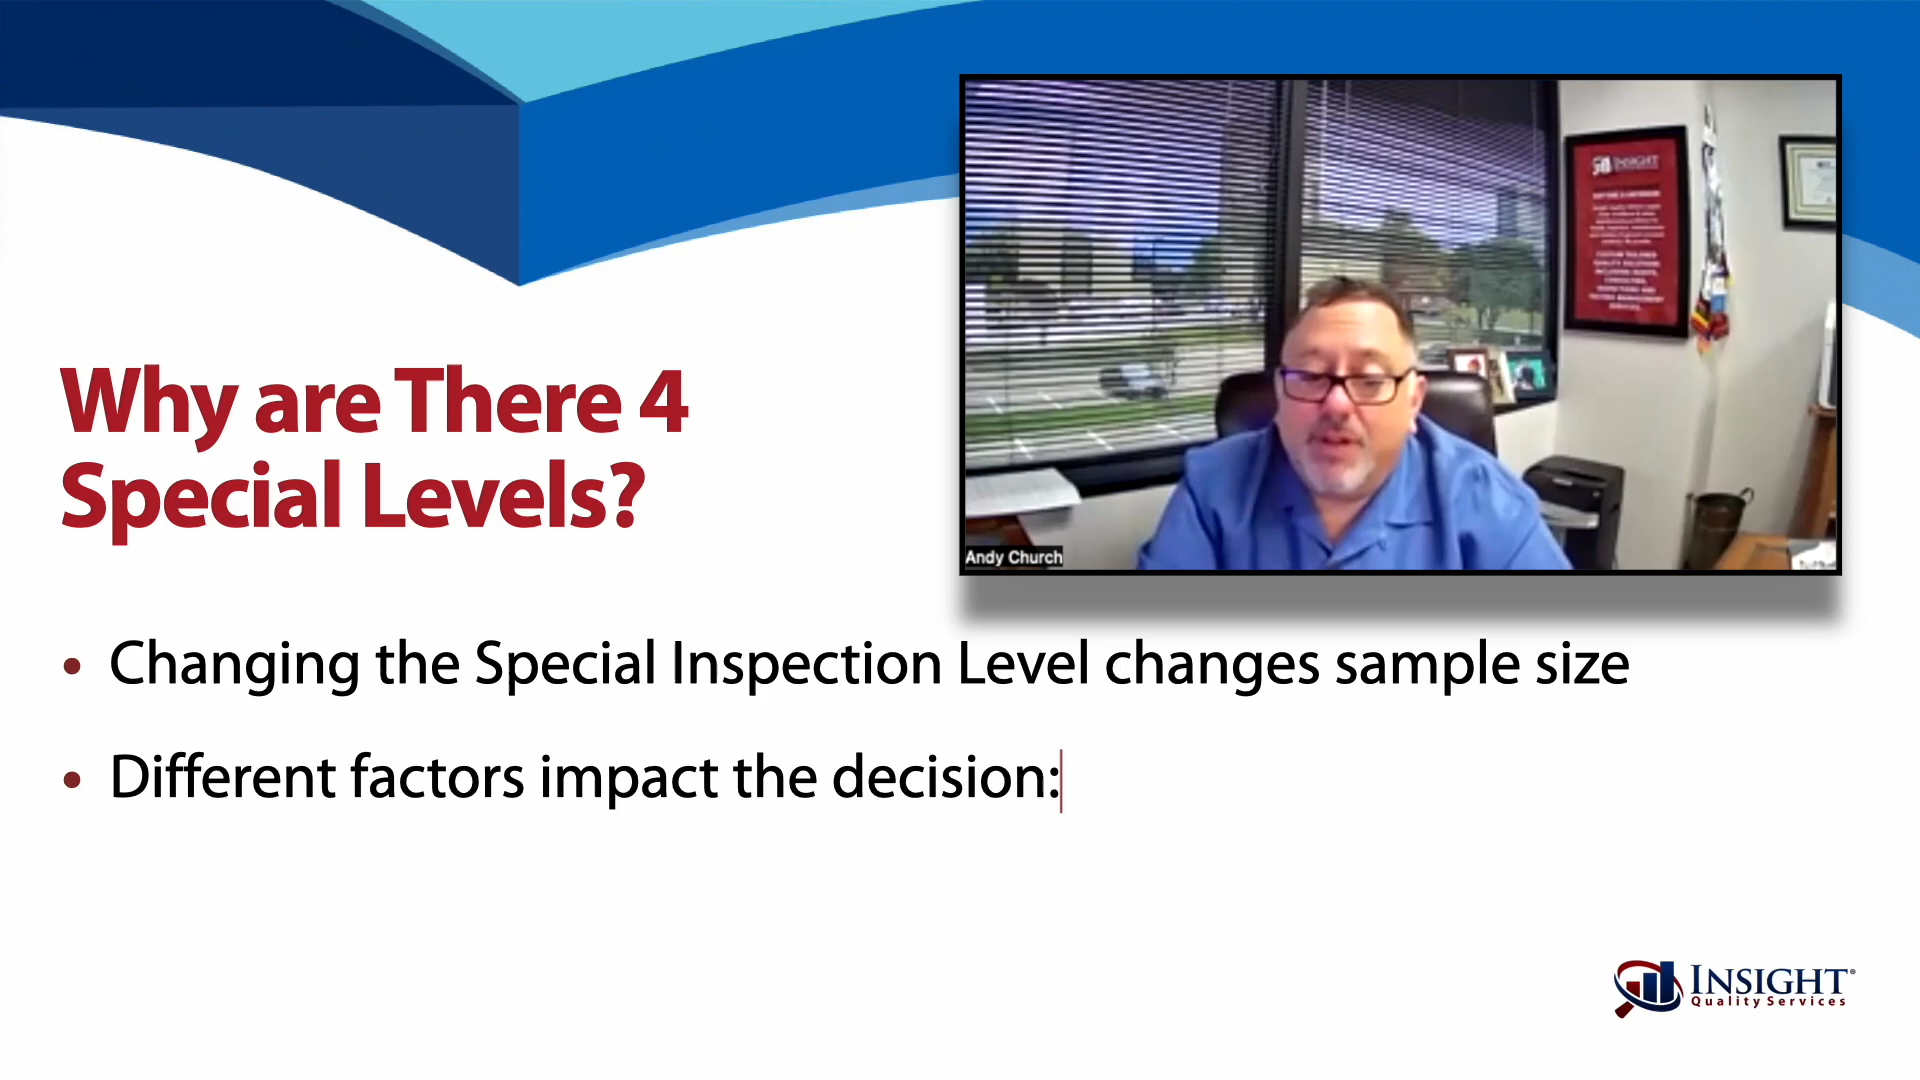 Why are There 4
Special Levels?
INSIGHT
Andy Church
• Changing the Special Inspection Level changes sample size
• Different factors impact the decision:
INSIGHT®
Quality Services